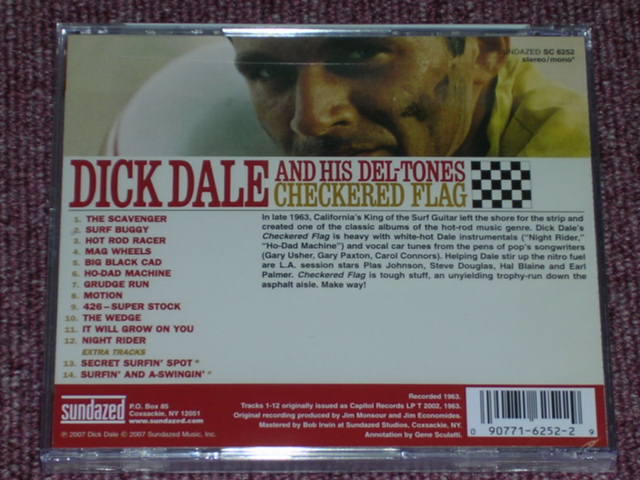 NDAZED SC 6252
stereo/mono*
DICK DALE AND HIS DEL-TONES
CHECKERED FLAG
1. THE SCAVENGER
2. SURF BUGGY
3. HOT ROD RACER
4. MAG WHEELS
5. BIG BLACK CAD
6. HO-DAD MACHINE
7. GRUDGE RUN
8. MOTION
9. 426–SUPER STOCK
10. THE WEDGE
11. IT WILL GROW ON YOU
12. NIGHT RIDER
EXTRA TRACKS
13. SECRET SURFIN' SPOT *
14. SURFIN' AND A-SWINGIN' *
In late 1963, California's King of the Surf Guitar left the shore for the strip and
created one of the classic albums of the hot-rod music genre. Dick Dale's
Checkered Flag is heavy with white-hot Dale instrumentals ("Night Rider,"
"Ho-Dad Machine") and vocal car tunes from the pens of pop's songwriters
(Gary Usher, Gary Paxton, Carol Connors). Helping Dale stir up the nitro fuel
are L.A. session stars Plas Johnson, Steve Douglas, Hal Blaine and Earl
Palmer. Checkered Flag is tough stuff, an unyielding trophy-run down the
asphalt aisle. Make way!
sundazed
P.O. Box 85
Coxsackie, NY 12051
www.sundazed.com
℗ 2007 Dick Dale © 2007 Sundazed Music, Inc.
Recorded 1963.
Tracks 1-12 originally issued as Capitol Records LP T 2002, 1963.
Original recording produced by Jim Monsour and Jim Economides.
Mastered by Bob Irwin at Sundazed Studios, Coxsackie, NY.
Annotation by Gene Sculatti.
0 90771-6252-2 9